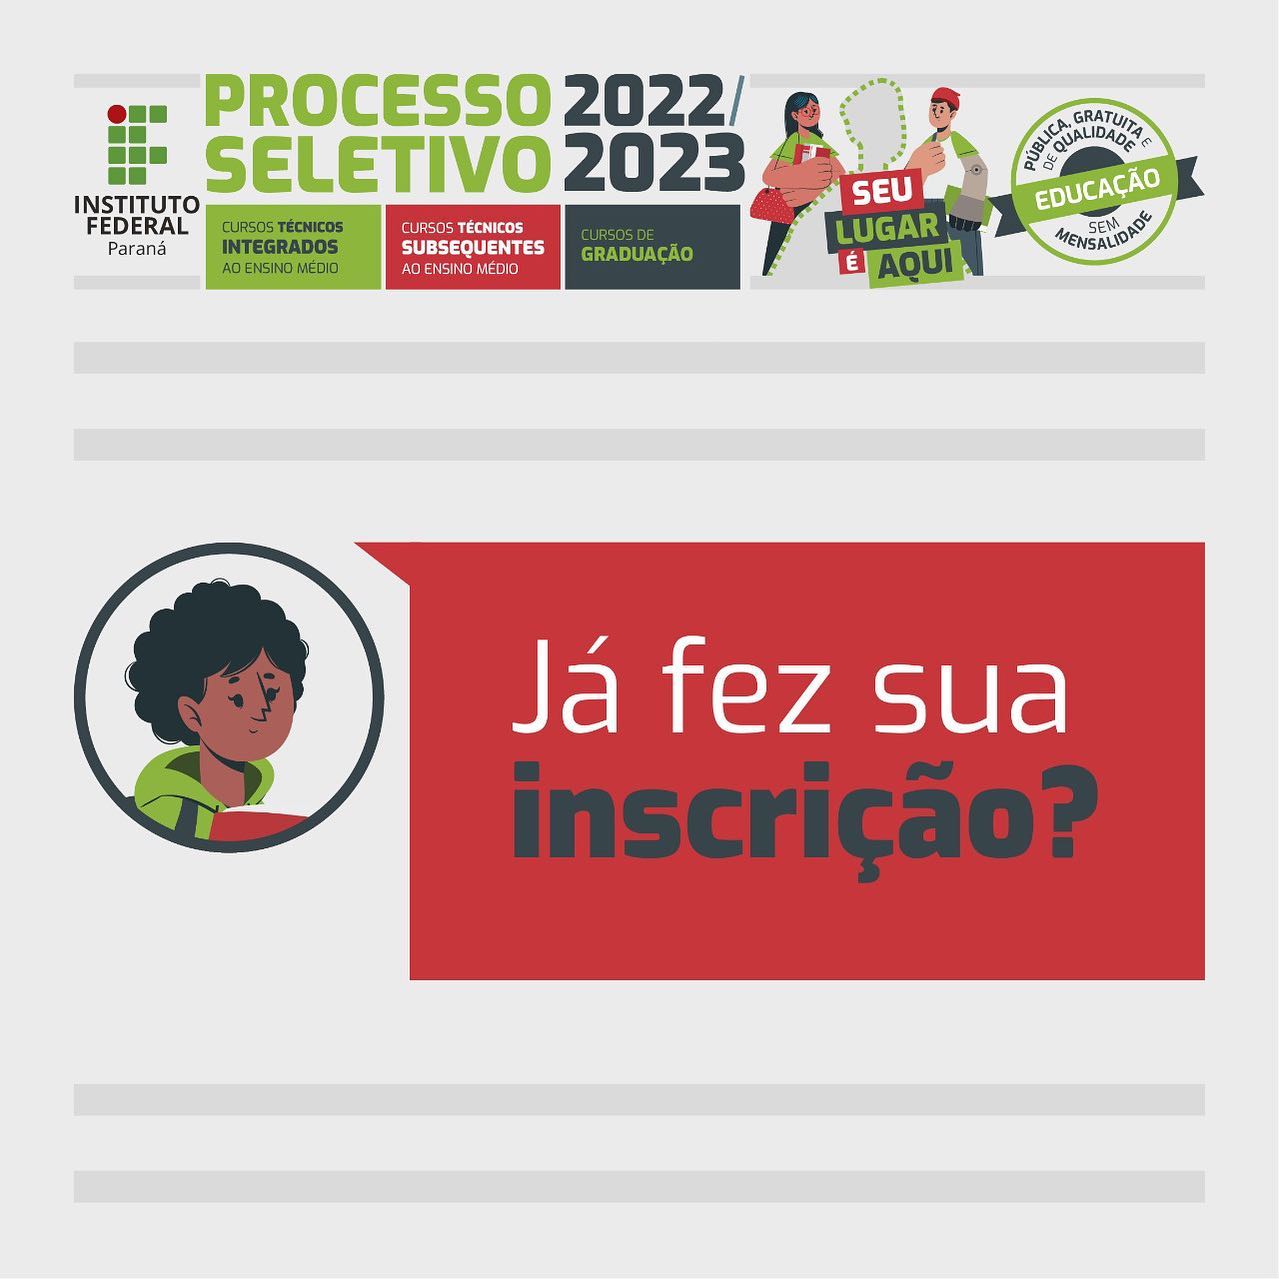 INSTITUTO
FEDERAL
Paraná
PROCESSO
SELETIVO
2022/
2023
CURSOS TÉCNICOS
INTEGRADOS
AO ENSINO MÉDIO
CURSOS TÉCNICOS
SUBSEQUENTES
AO ENSINO MÉDIO
CURSOS DE
GRADUAÇÃO
SEU
LUGAR
É AQUI
PÚBLICA, GRATUITA E
DE QUALIDADE
EDUCAÇÃO
SEM
MENSALIDADE
Já fez sua
inscrição?